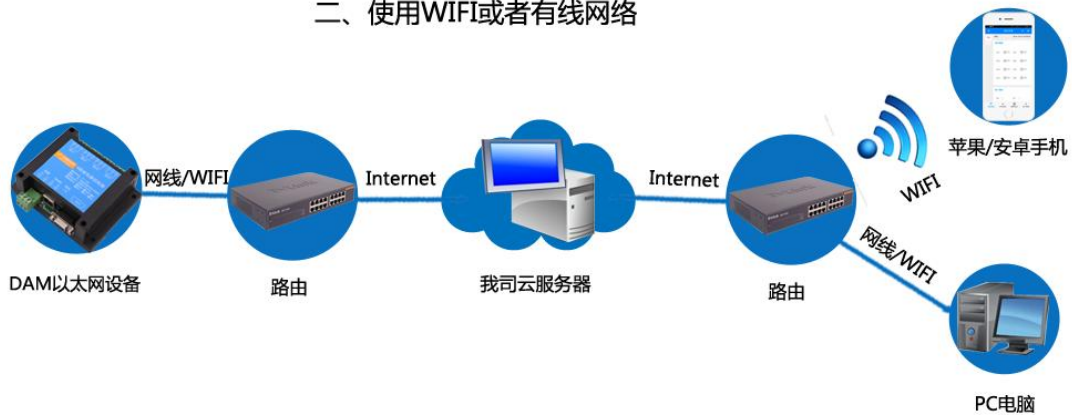 二、使用WIFI或者有线网络
苹果/安卓手机
网线/WIFI
Internet
Internet
WIFI
网线/WIFI
DAM以太网设备
路由
我司云服务器
路由
PC电脑